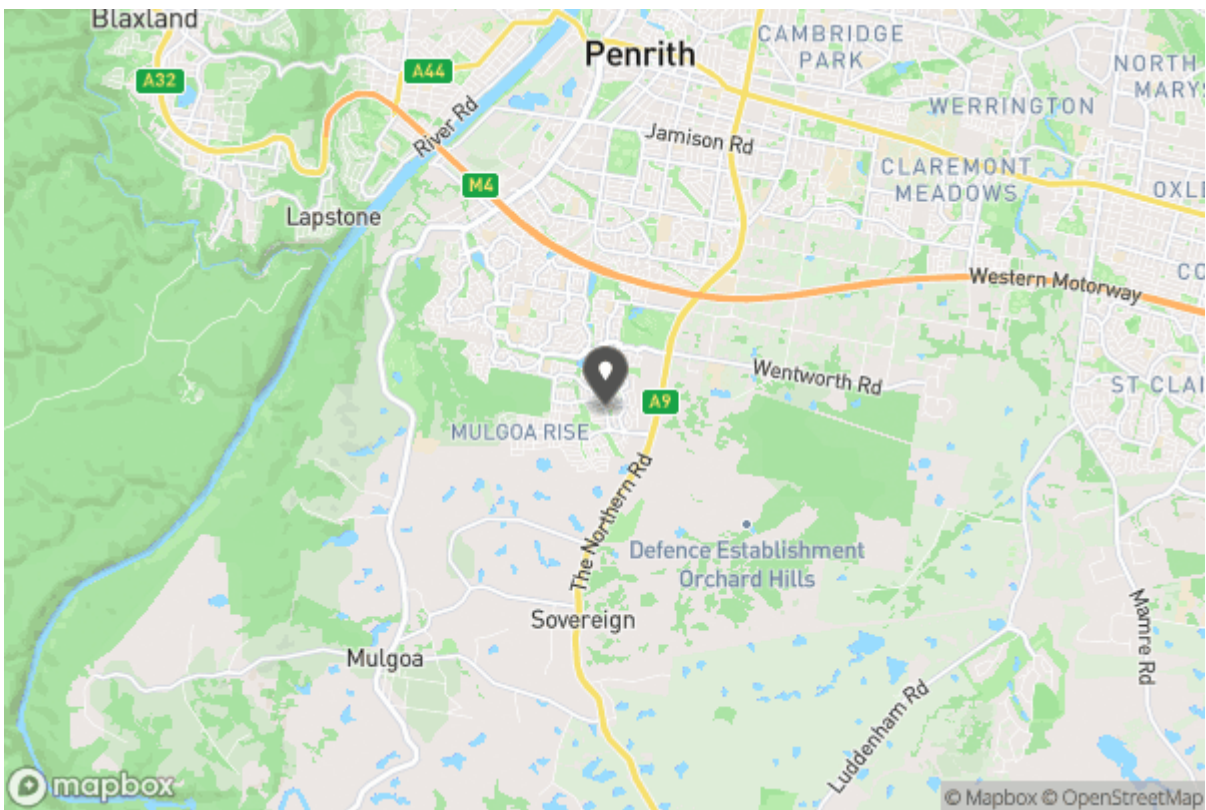 Blaxland
Penrith
CAMBRIDGE
PARK
NORTH
MARYS
A32
A44
WERRINGTON
River Rd
Jamison Rd
CLAREMONT
MEADOWS
M4
OXLE
Lapstone
CO
Western Motorway
Wentworth Rd
ST CLAI
A9
MULGOA RISE
The Northern Rd
Defence Establishment
Orchard Hills
Sovereign
Mamre Rd
Mulgoa
Luddenham Rd
mapbox
© Mapbox © OpenStreetMap